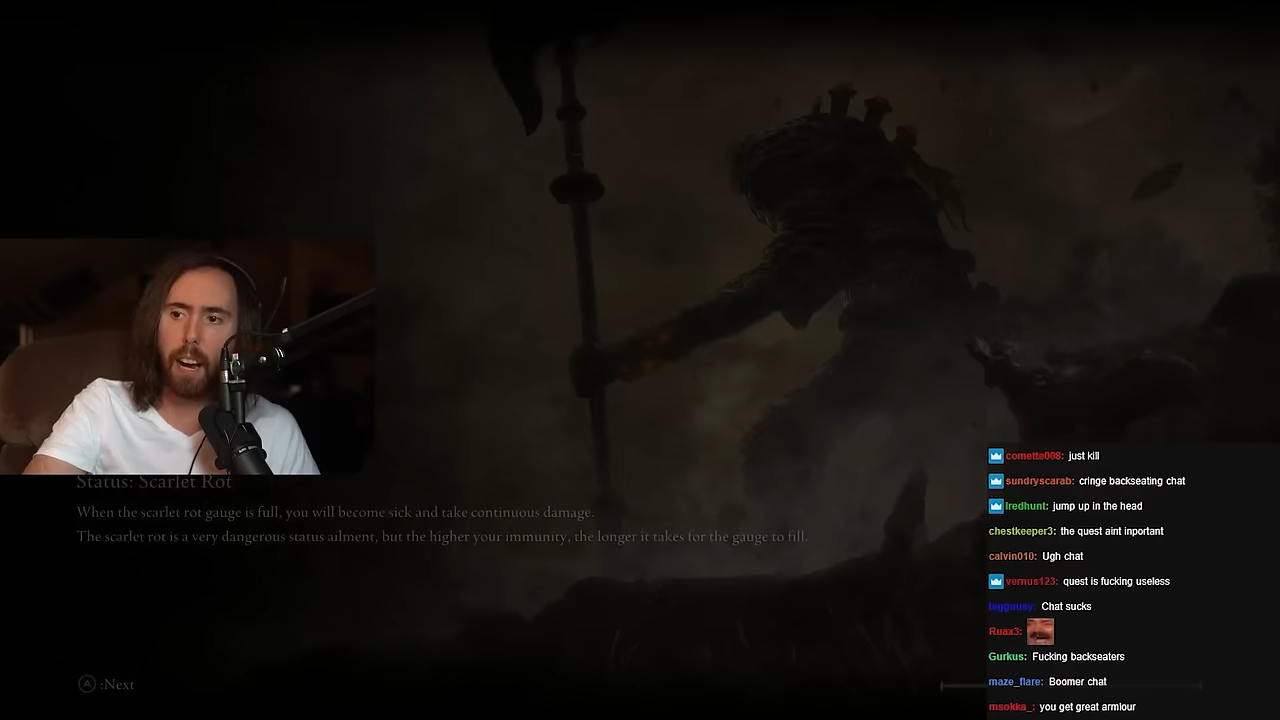 Status: Scarlet Rot
When the scarlet rot gauge is full, you will become sick and take continuous damage.
The scarlet rot is a very dangerous status ailment, but the higher your immunity, the longer it takes for the gauge to fill.
A :Next
comette008: just kill
sundryscarab: cringe backseating chat
lredhunt: jump up in the head
chestkeeper3: the quest aint inportant
calvin010: Ugh chat
vernus123: quest is fucking useless
Chat sucks
Ruax3:
Gurkus: Fucking backseaters
maze_flare: Boomer chat
msokka_: you get great armlour